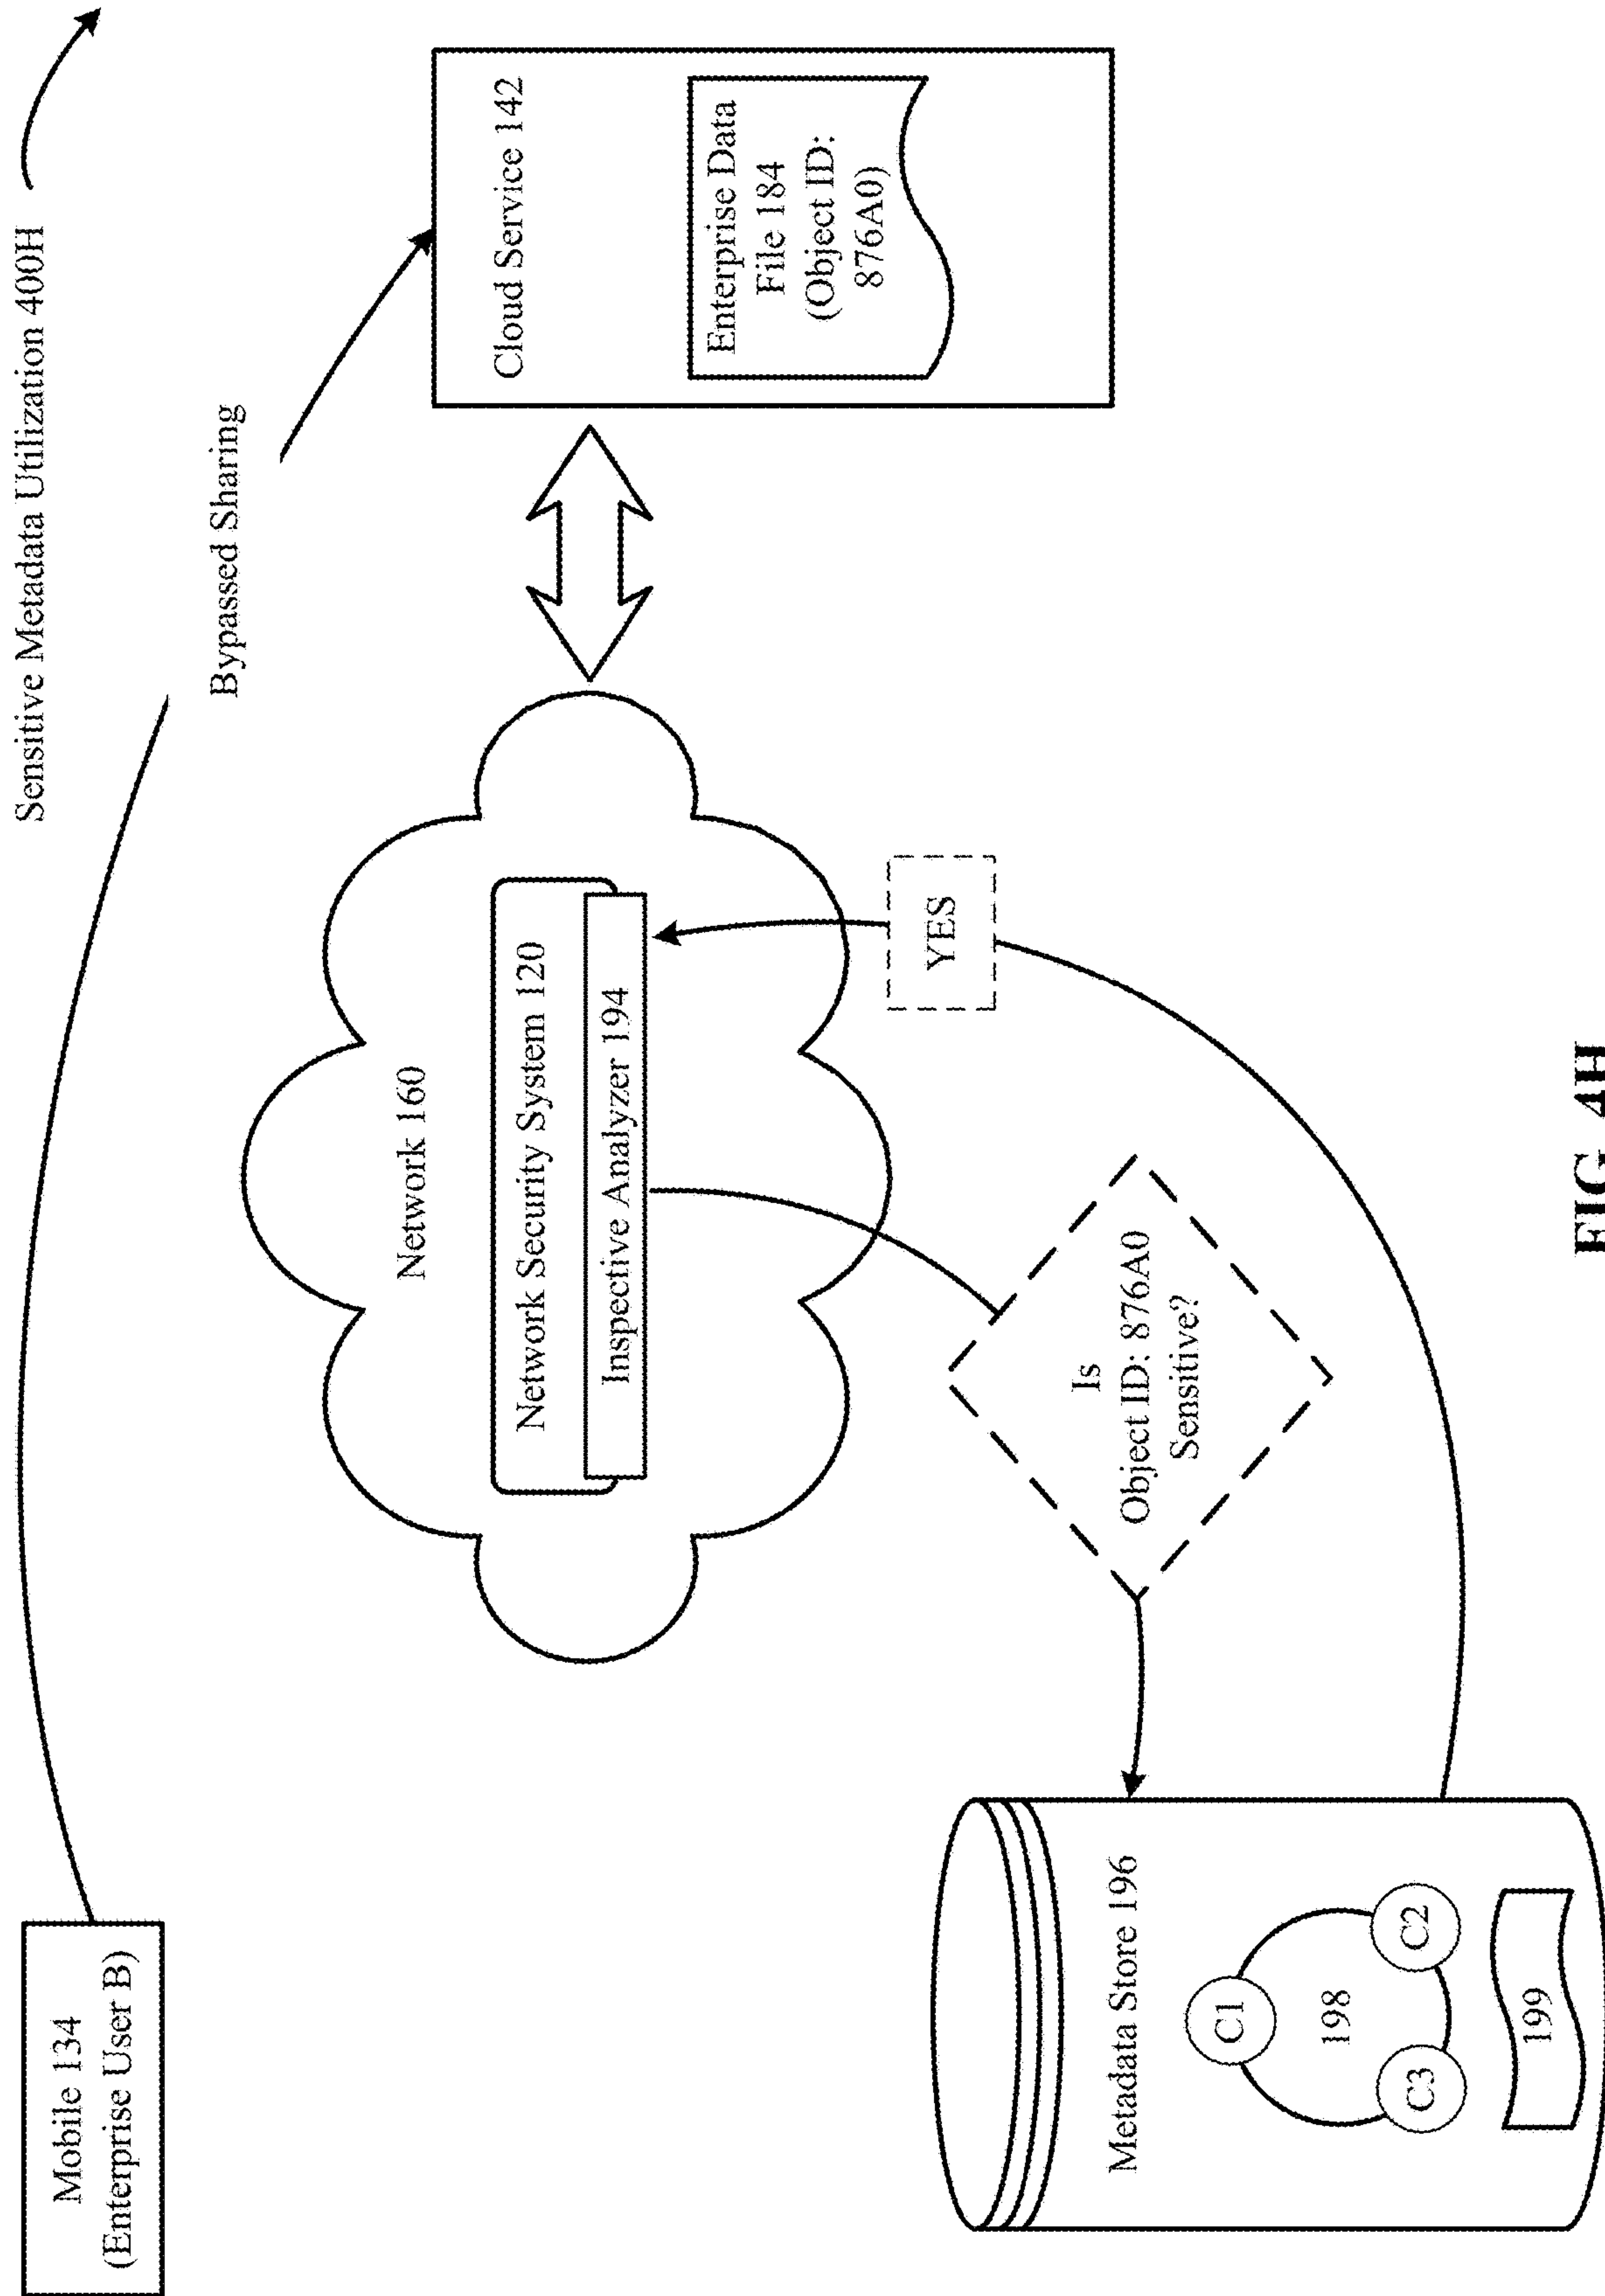 Sensitive Metadata Utilization 400H
Mobile 134
(Enterprise User B)
Bypassed Sharing
Network 160
Network Security System 120
Inspective Analyzer 194
Cloud Service 142
Enterprise Data
File 184
(Object ID:
876A0)
YES
Is
Object ID: 876A0
Sensitive?
Metadata Store 196
C1
198
C3
C2
199
FIG. 4H